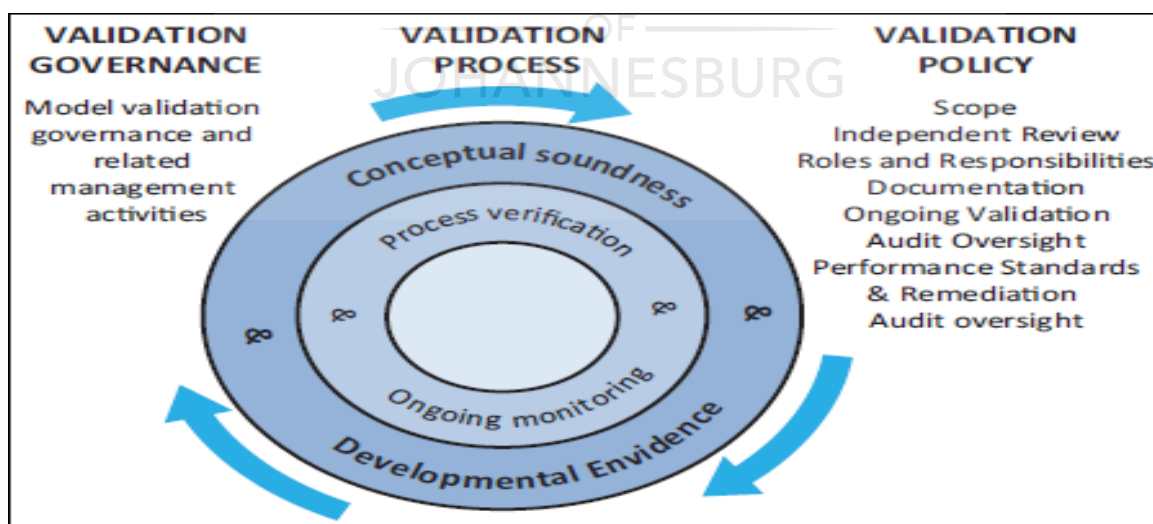 OF
JOHANNESBURG
VALIDATION
GOVERNANCE
Model validation
governance and
related
management
activities
VALIDATION
PROCESS
Conceptual soundness
Process verification
&
&
&
&
Ongoing monitoring
Developmental Envidence
VALIDATION
POLICY
Scope
Independent Review
Roles and Responsibilities
Documentation
Ongoing Validation
Audit Oversight
Performance Standards
& Remediation
Audit oversight